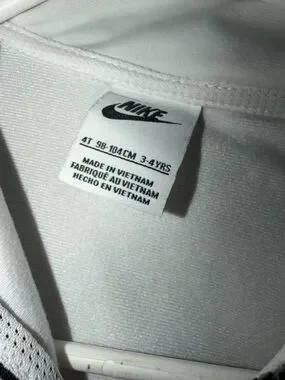 NIKE
4T 98-104CM 3-4YRS
MADE IN VIETNAM
FABRIQUÉ AU VIETNAM
HECHO EN VIETNAM